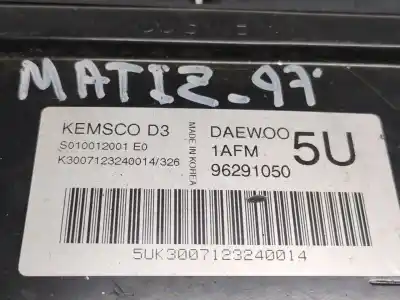 MATIZ-97
KEMSCO D3
S010012001 E0
K3007123240014/326
MADE IN KOREA
DAEWOO
1AFM
96291050
5U
5UK3007123240014